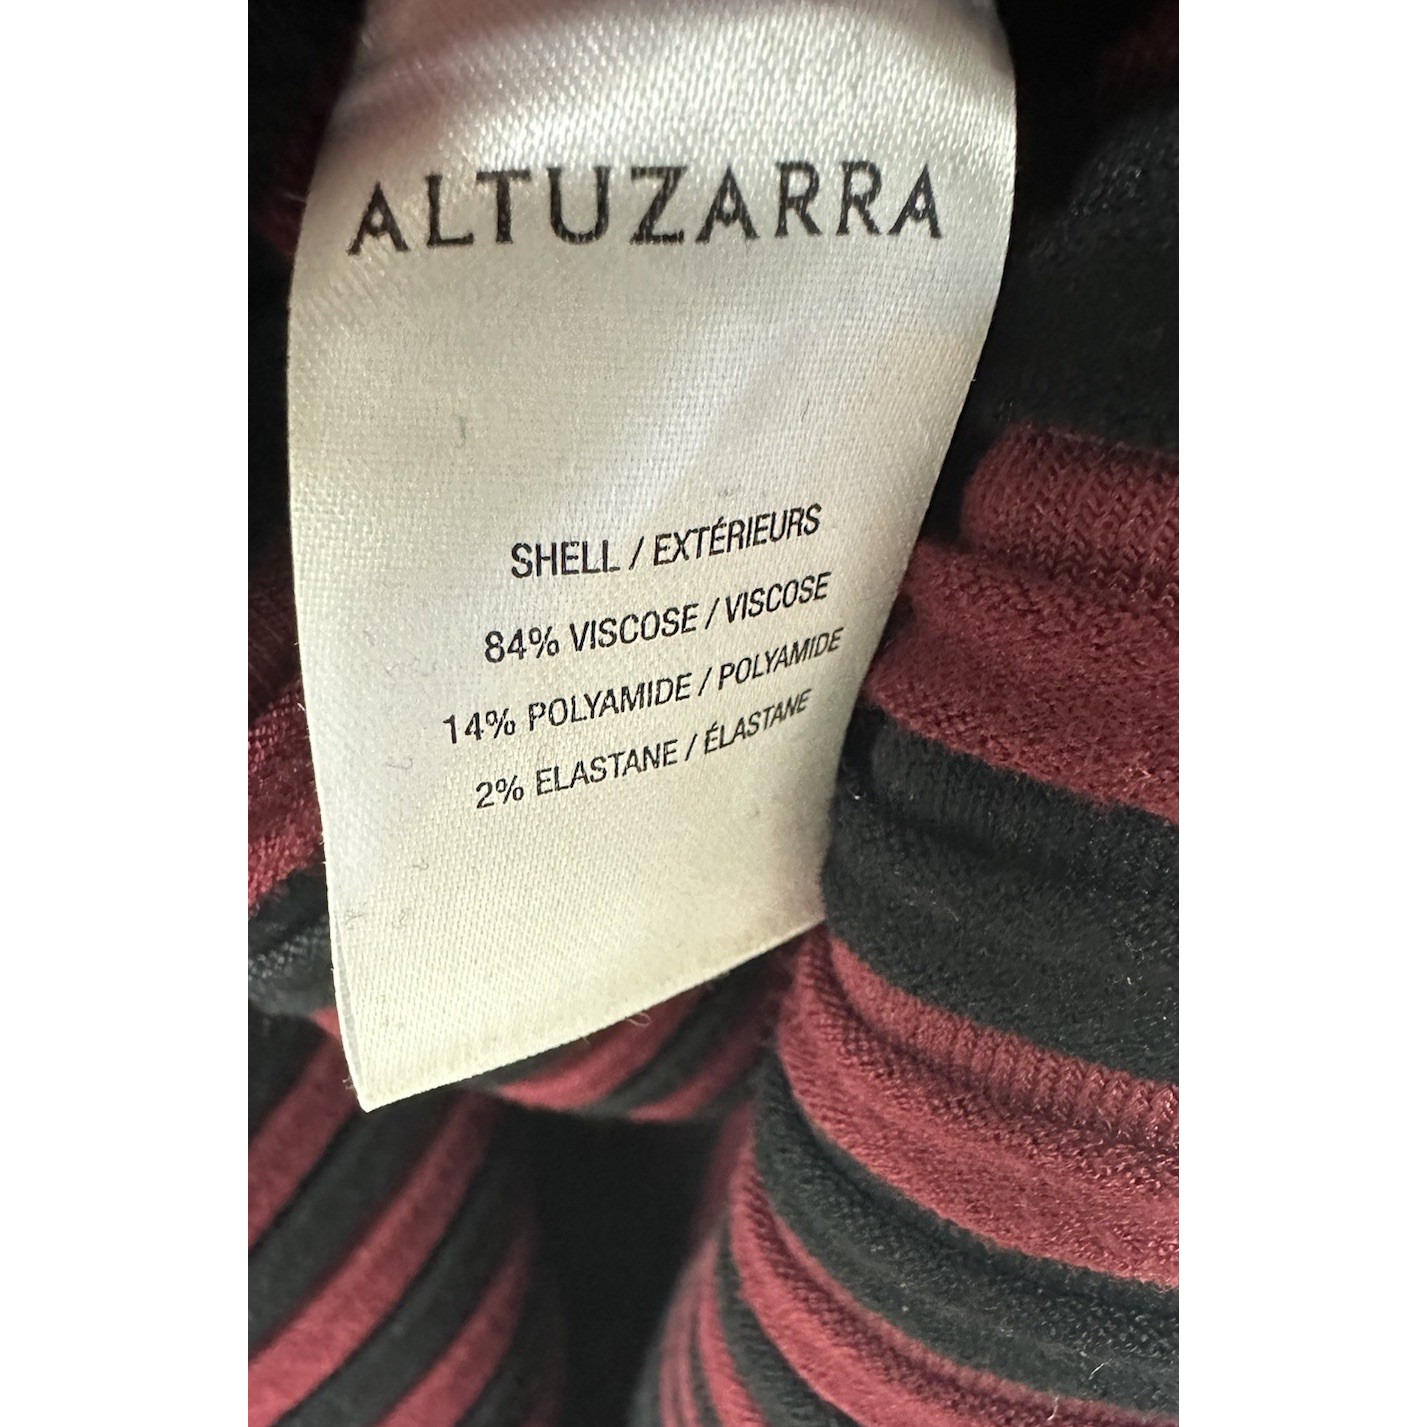 ALTUZARRA
SHELL / EXTÉRIEURS
84% VISCOSE / VISCOSE
14% POLYAMIDE / POLYAMIDE
2% ELASTANE / ÉLASTANE